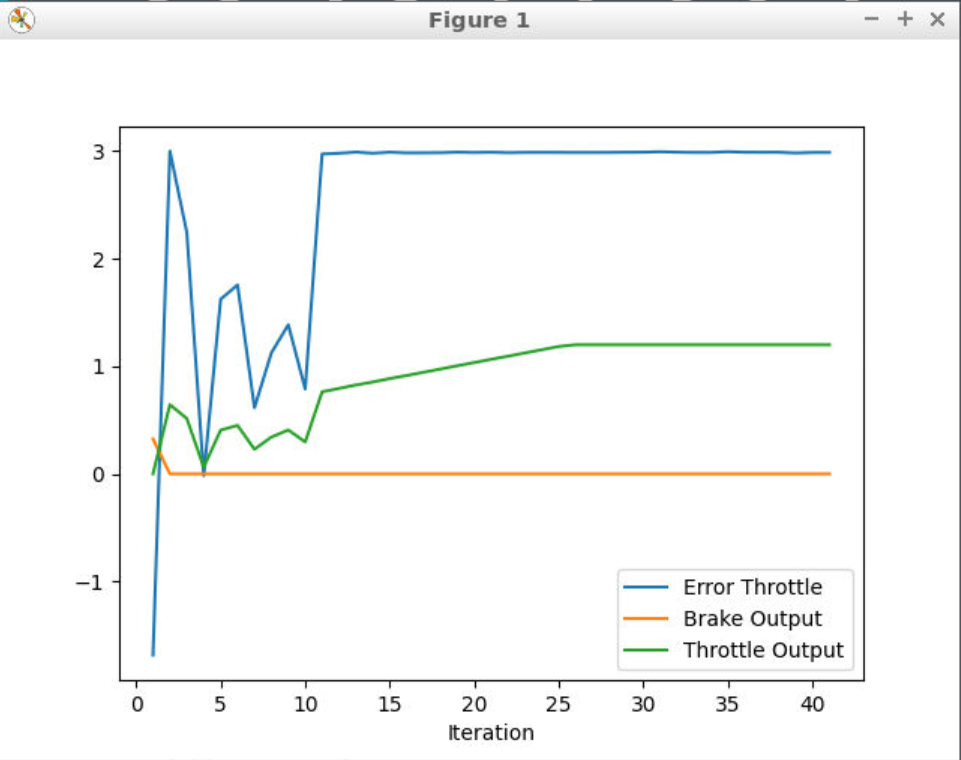 Figure 1
3
2
1
0
−1
Error Throttle
Brake Output
Throttle Output
0 5 10 15 20 25 30 35 40
Iteration